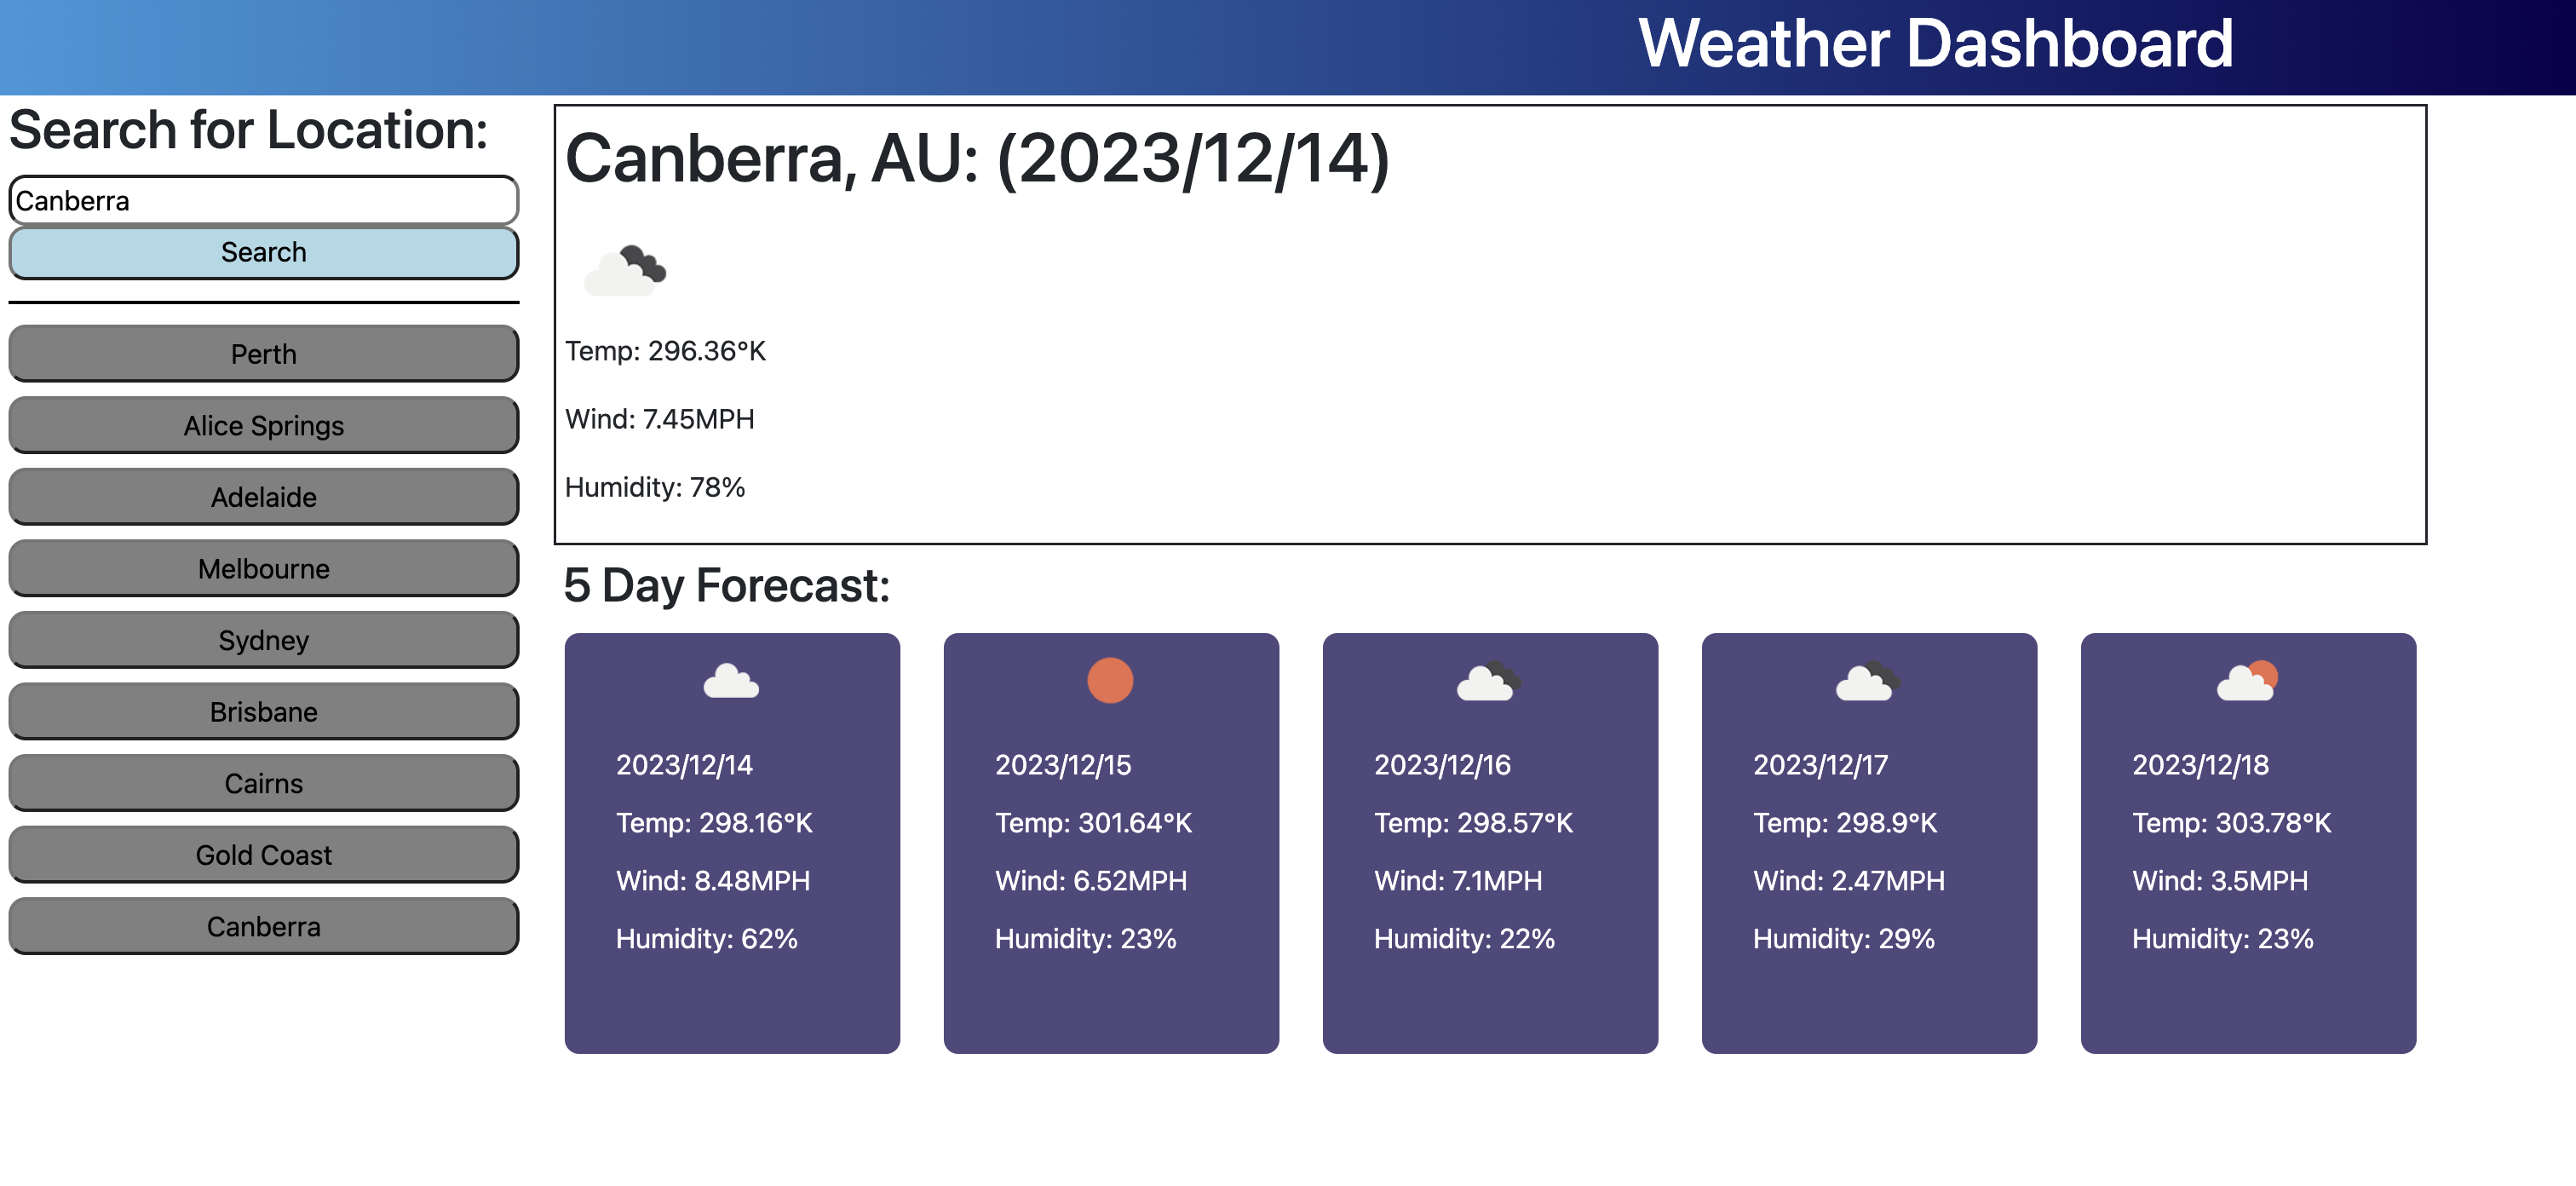 Weather Dashboard
Search for Location:
Canberra
Search
Perth
Alice Springs
Adelaide
Melbourne
Sydney
Brisbane
Cairns
Gold Coast
Canberra
Canberra, AU: (2023/12/14)
Temp: 296.36°K
Wind: 7.45MPH
Humidity: 78%
5 Day Forecast:
2023/12/14
Temp: 298.16°K
Wind: 8.48MPH
Humidity: 62%
2023/12/15
Temp: 301.64°K
Wind: 6.52MPH
Humidity: 23%
2023/12/16
Temp: 298.57°K
Wind: 7.1MPH
Humidity: 22%
2023/12/17
Temp: 298.9°K
Wind: 2.47MPH
Humidity: 29%
2023/12/18
Temp: 303.78°K
Wind: 3.5MPH
Humidity: 23%